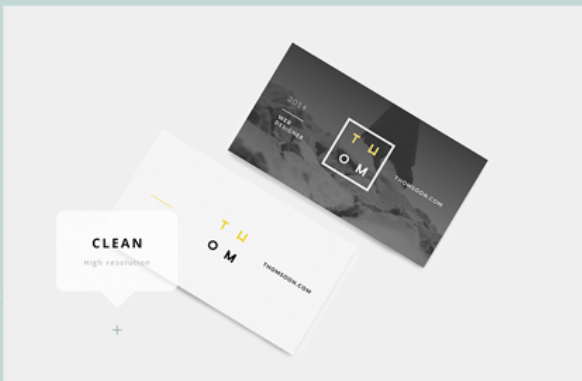 2014
WEB
DESIGNER
T U
O M
THOMSOON.COM
T U
O M
THOMSOON.COM
CLEAN
High resolution